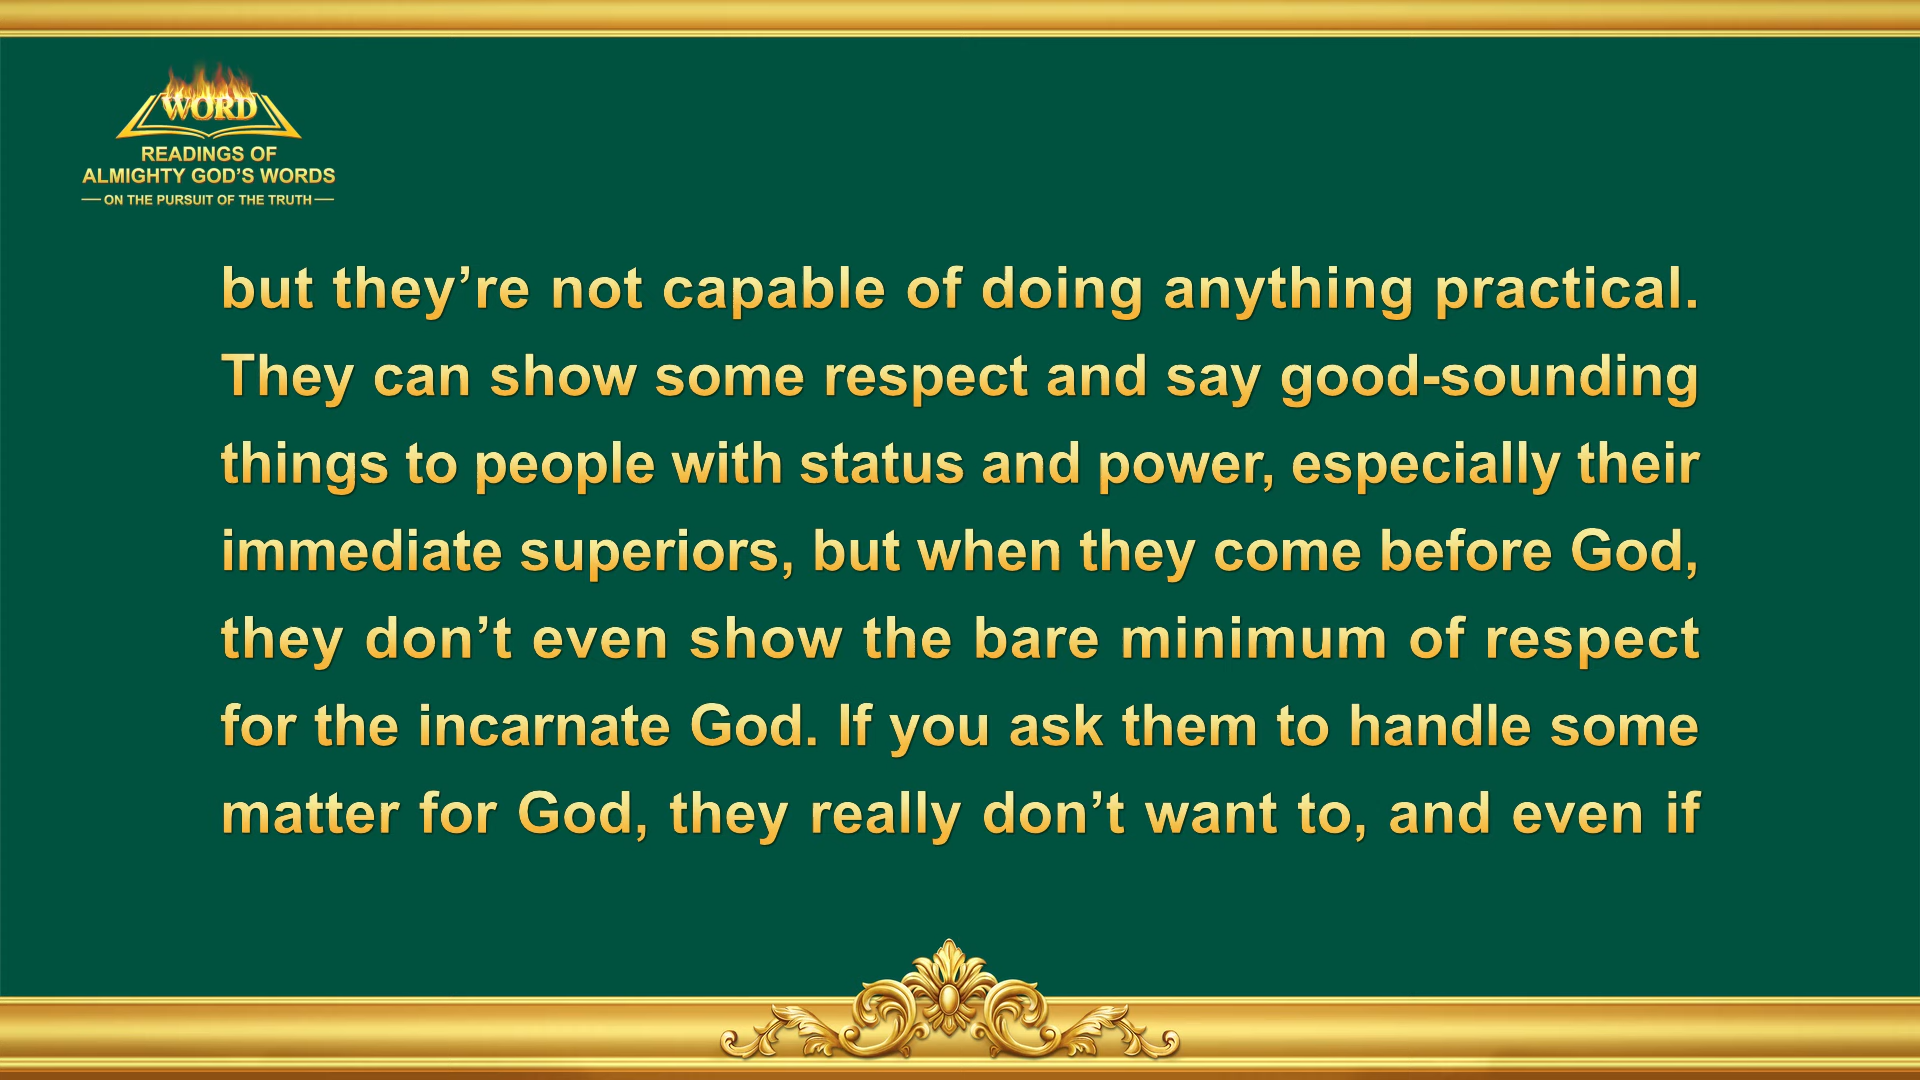 WORD
READINGS OF
ALMIGHTY GOD’S WORDS
— ON THE PURSUIT OF THE TRUTH —
but they’re not capable of doing anything practical.
They can show some respect and say good-sounding
things to people with status and power, especially their
immediate superiors, but when they come before God,
they don’t even show the bare minimum of respect
for the incarnate God. If you ask them to handle some
matter for God, they really don’t want to, and even if